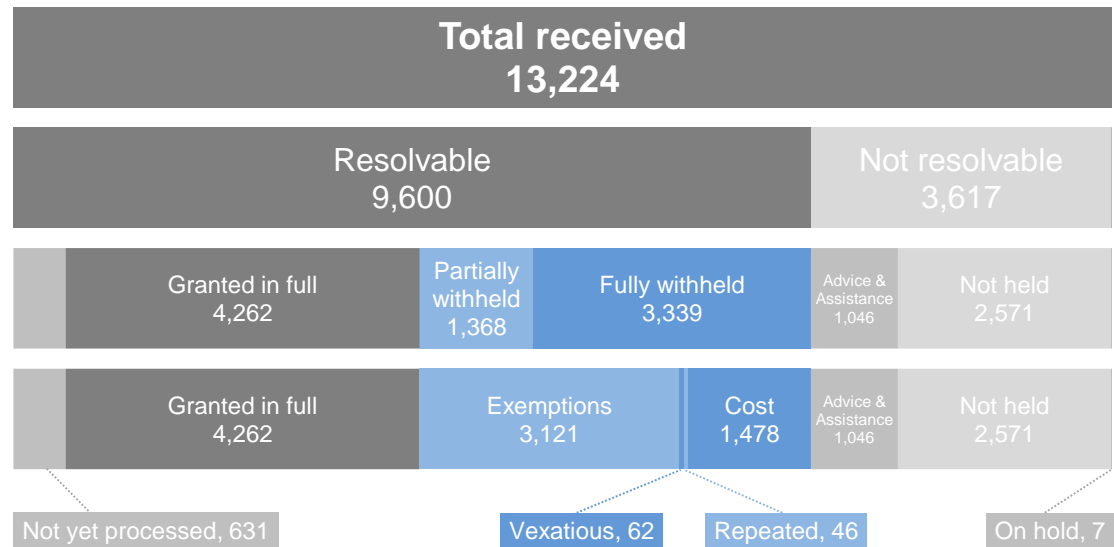 Total received
13,224
Resolvable
9,600
Not resolvable
3,617
Granted in full
4,262
Partially
withheld
1,368
Fully withheld
3,339
Advice &
Assistance
1,046
Not held
2,571
Granted in full
4,262
Exemptions
3,121
Cost
1,478
Advice &
Assistance
1,046
Not held
2,571
Not yet processed, 631
Vexatious, 62
Repeated, 46
On hold, 7